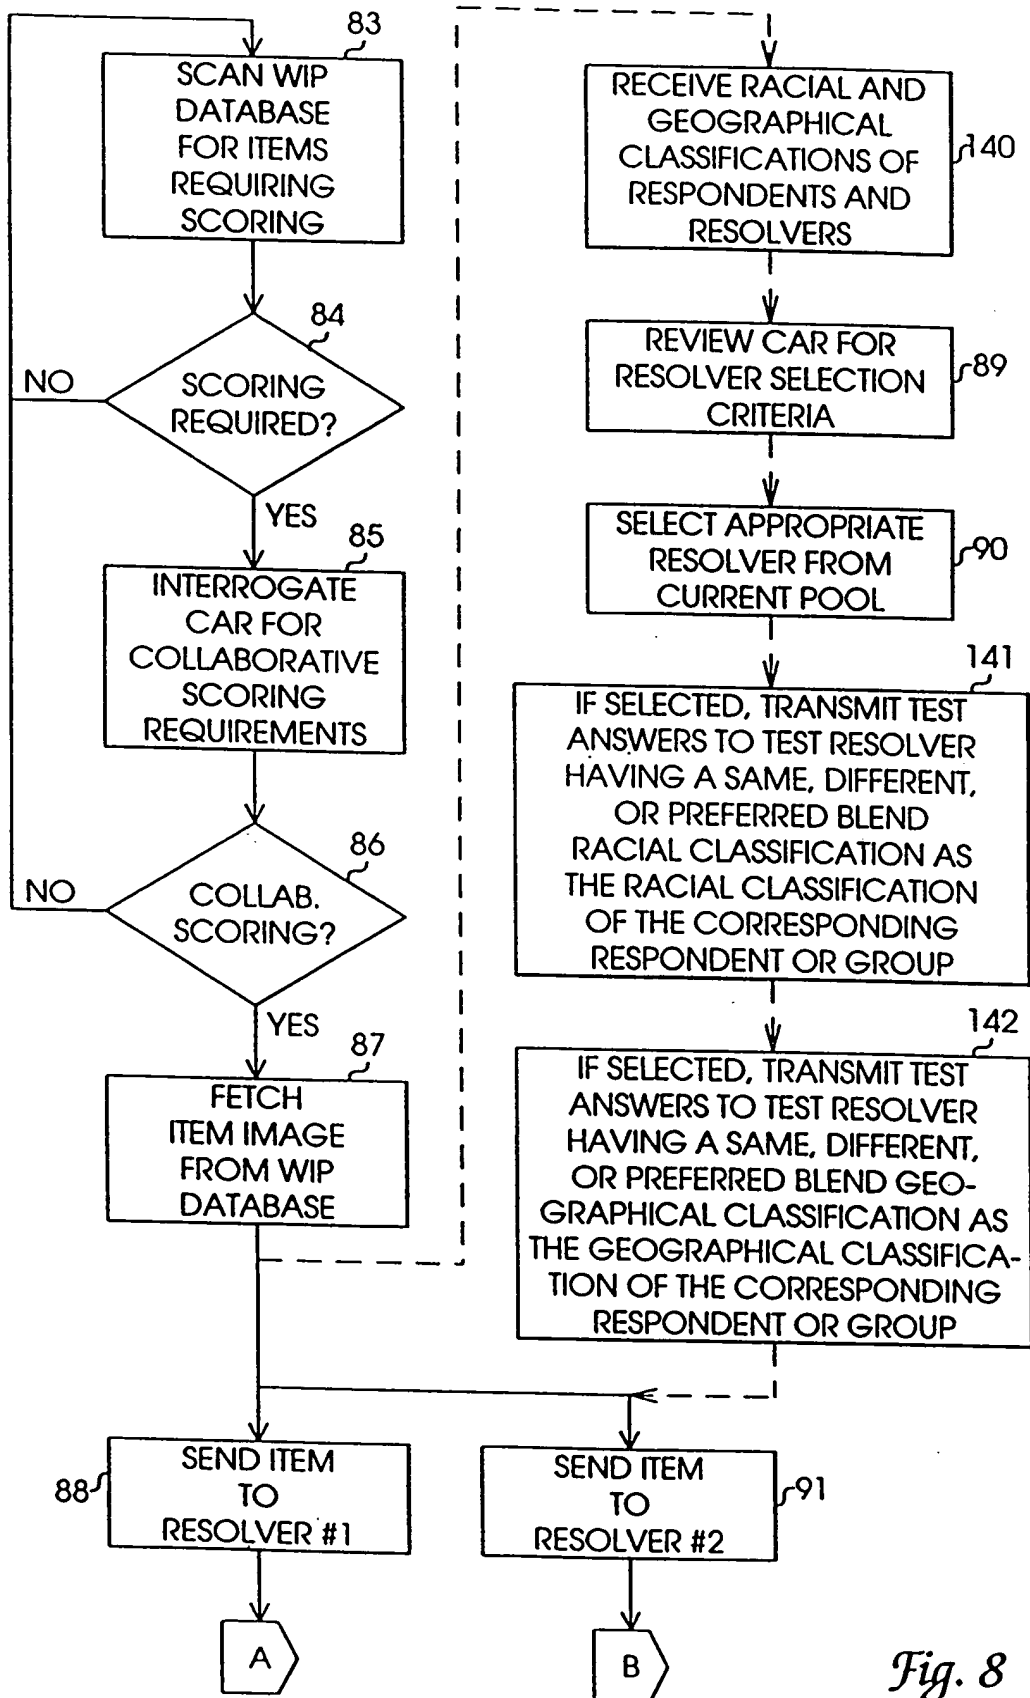 83
SCAN WIP
DATABASE
FOR ITEMS
REQUIRING
SCORING
84
NO
SCORING
REQUIRED?
YES
85
INTERROGATE
CAR FOR
COLLABORATIVE
SCORING
REQUIREMENTS
86
NO
COLLAB.
SCORING?
YES
87
FETCH
ITEM IMAGE
FROM WIP
DATABASE
RECEIVE RACIAL AND
GEOGRAPHICAL
CLASSIFICATIONS OF
RESPONDENTS AND
RESOLVERS
140
REVIEW CAR FOR
RESOLVER SELECTION
CRITERIA
89
SELECT APPROPRIATE
RESOLVER FROM
CURRENT POOL
90
141
IF SELECTED, TRANSMIT TEST
ANSWERS TO TEST RESOLVER
HAVING A SAME, DIFFERENT,
OR PREFERRED BLEND
RACIAL CLASSIFICATION AS
THE RACIAL CLASSIFICATION
OF THE CORRESPONDING
RESPONDENT OR GROUP
142
IF SELECTED, TRANSMIT TEST
ANSWERS TO TEST RESOLVER
HAVING A SAME, DIFFERENT,
OR PREFERRED BLEND GEO-
GRAPHICAL CLASSIFICATION AS
THE GEOGRAPHICAL CLASSIFICA-
TION OF THE CORRESPONDING
RESPONDENT OR GROUP
88
SEND ITEM
TO
RESOLVER #1
SEND ITEM
TO
RESOLVER #2
91
A
B
Fig. 8